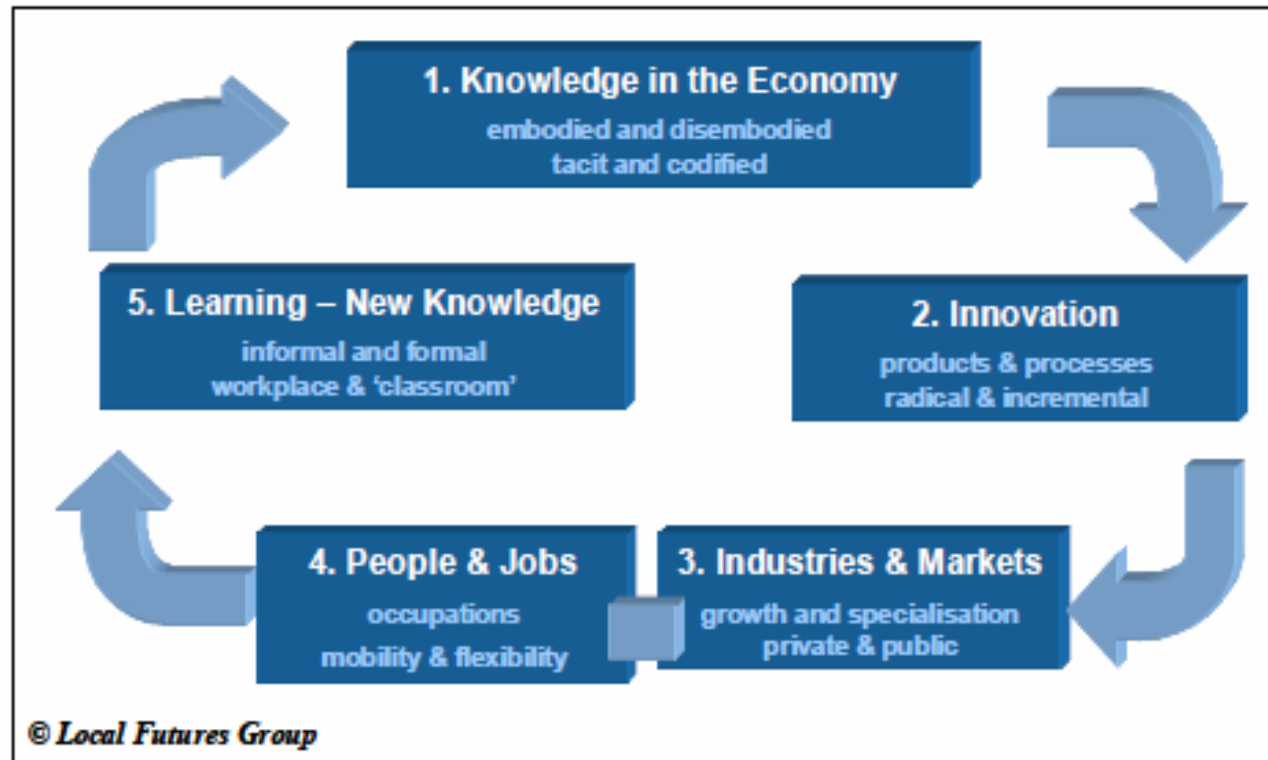 1. Knowledge in the Economy
embodied and disembodied
tacit and codified
2. Innovation
products & processes
radical & incremental
3. Industries & Markets
growth and specialisation
private & public
4. People & Jobs
occupations
mobility & flexibility
5. Learning – New Knowledge
informal and formal
workplace & ‘classroom’
© Local Futures Group